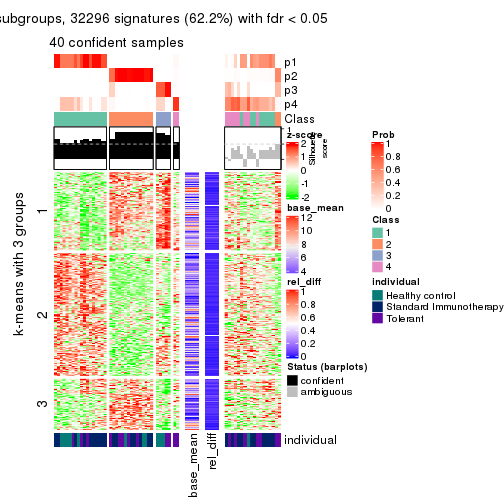 subgroups, 32296 signatures (62.2%) with fdr < 0.05
40 confident samples
p1
p2
p3
p4
Class
1
Silhouette
score
k-means with 3 groups
1
2
3
individual
base_mean
rel_diff
z-score
2
1
0
-1
-2
base_mean
12
10
8
6
4
rel_diff
1
0.8
0.6
0.4
0.2
0
Status (barplots)
confident
ambiguous
Prob
1
0.8
0.6
0.4
0.2
0
Class
1
2
3
4
individual
Healthy control
Standard Immunotherapy
Tolerant